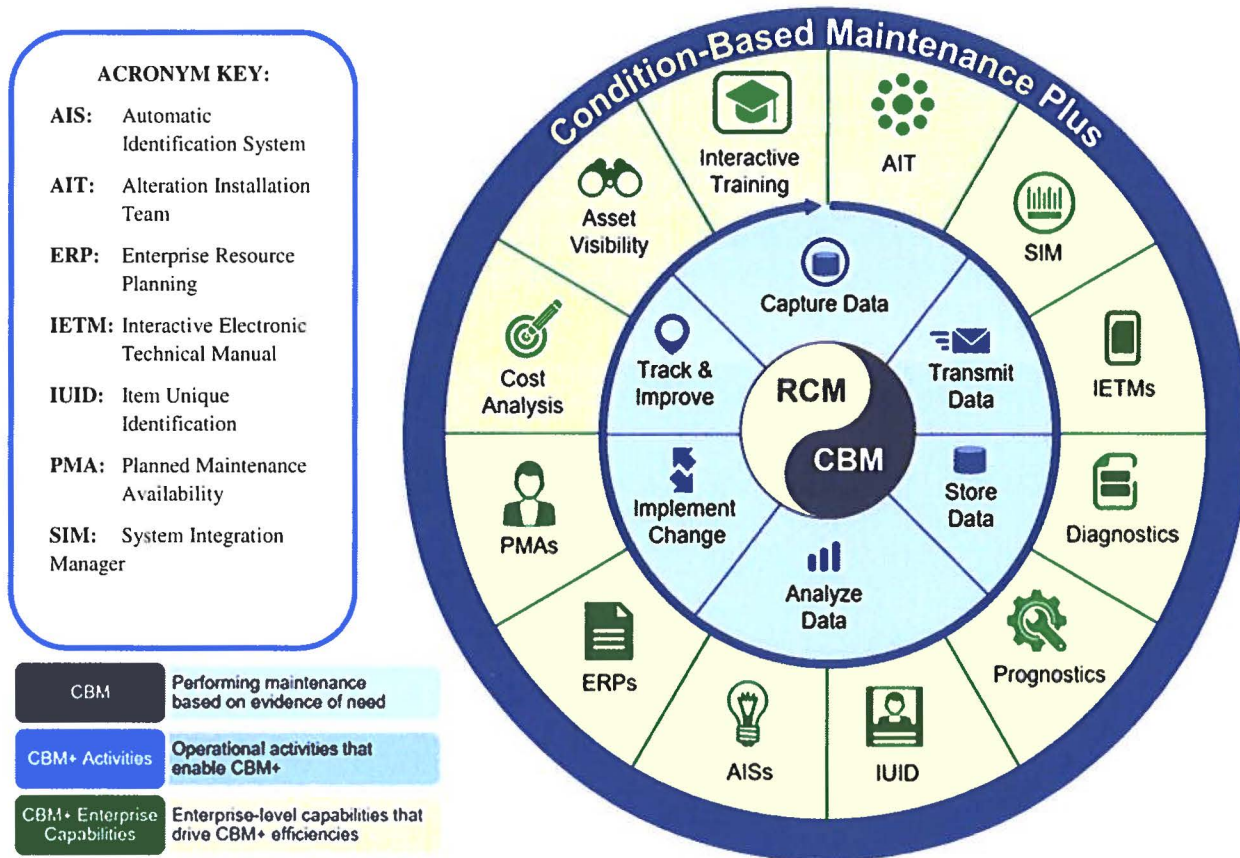 ACRONYM KEY:
AIS: Automatic
Identification System
AIT: Alteration Installation
Team
ERP: Enterprise Resource
Planning
IETM: Interactive Electronic
Technical Manual
IUID: Item Unique
Identification
PMA: Planned Maintenance
Availability
SIM: System Integration
Manager
CBM
Performing maintenance
based on evidence of need
CBM+ Activities
Operational activities that
enable CBM+
CBM+ Enterprise
Capabilities
Enterprise-level capabilities that
drive CBM+ efficiencies
Condition-Based Maintenance Plus
AIT
SIM
IETMs
Diagnostics
Prognostics
IUID
AISs
ERPs
PMAs
Cost
Analysis
Asset
Visibility
Interactive
Training
Capture Data
Transmit
Data
Store
Data
Analyze
Data
Implement
Change
Track &
Improve
RCM
CBM